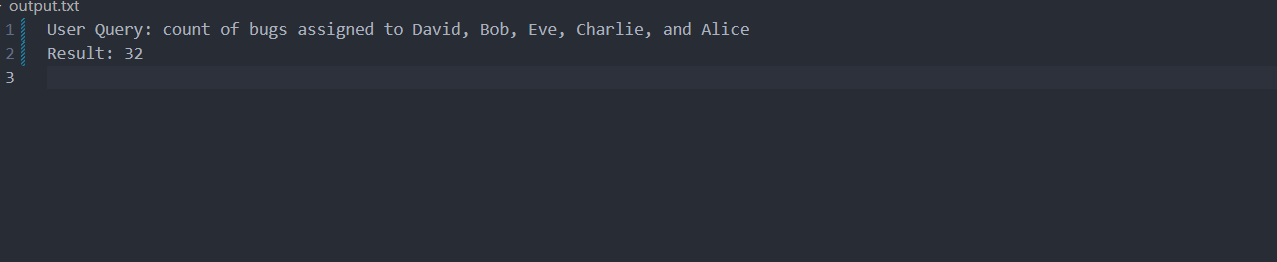 output.txt
1 User Query: count of bugs assigned to David, Bob, Eve, Charlie, and Alice
2 Result: 32
3